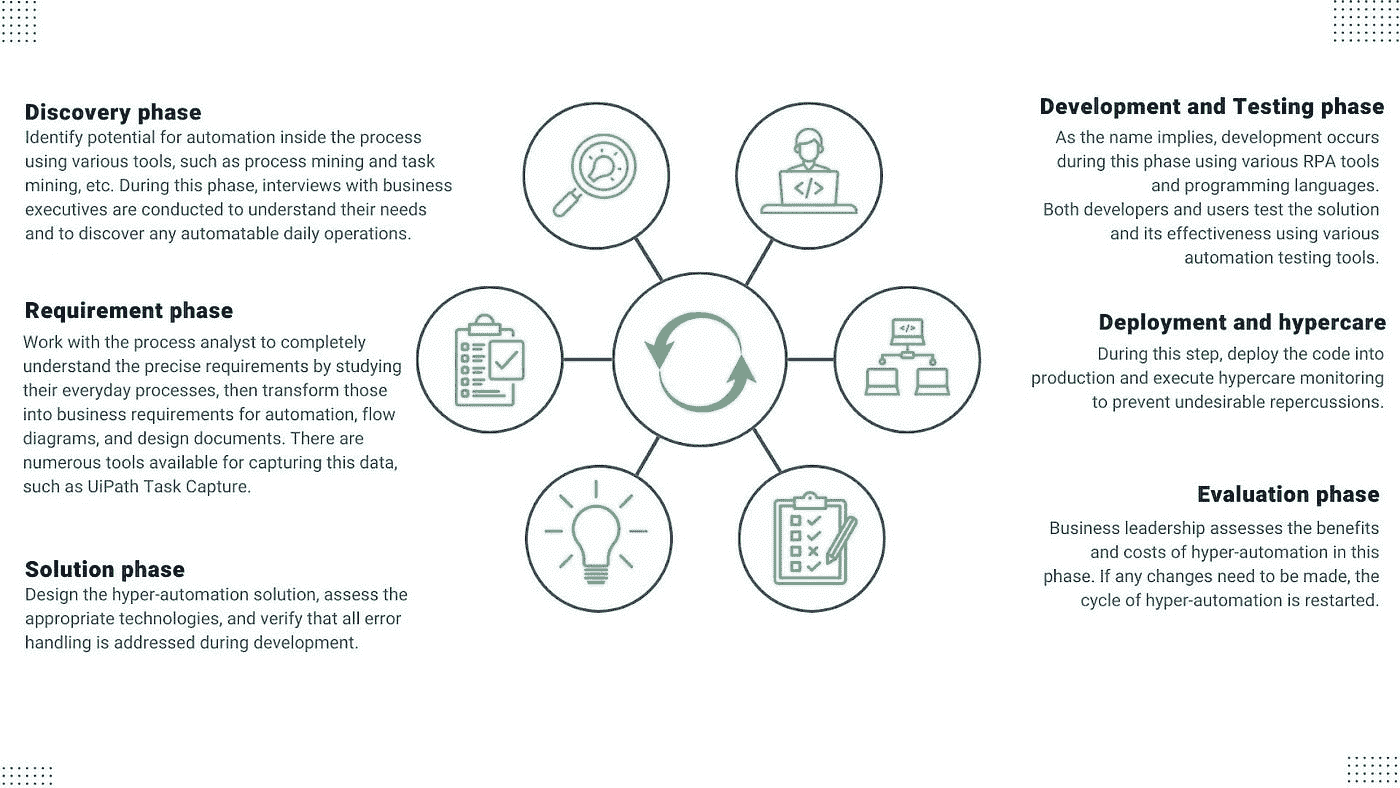 Discovery phase
Identify potential for automation inside the process
using various tools, such as process mining and task
mining, etc. During this phase, interviews with business
executives are conducted to understand their needs
and to discover any automatable daily operations.
Requirement phase
Work with the process analyst to completely
understand the precise requirements by studying
their everyday processes, then transform those
into business requirements for automation, flow
diagrams, and design documents. There are
numerous tools available for capturing this data,
such as UiPath Task Capture.
Solution phase
Design the hyper-automation solution, assess the
appropriate technologies, and verify that all error
handling is addressed during development.
</>
</>
Development and Testing phase
As the name implies, development occurs
during this phase using various RPA tools
and programming languages.
Both developers and users test the solution
and its effectiveness using various
automation testing tools.
Deployment and hypercare
During this step, deploy the code into
production and execute hypercare monitoring
to prevent undesirable repercussions.
Evaluation phase
Business leadership assesses the benefits
and costs of hyper-automation in this
phase. If any changes need to be made, the
cycle of hyper-automation is restarted.